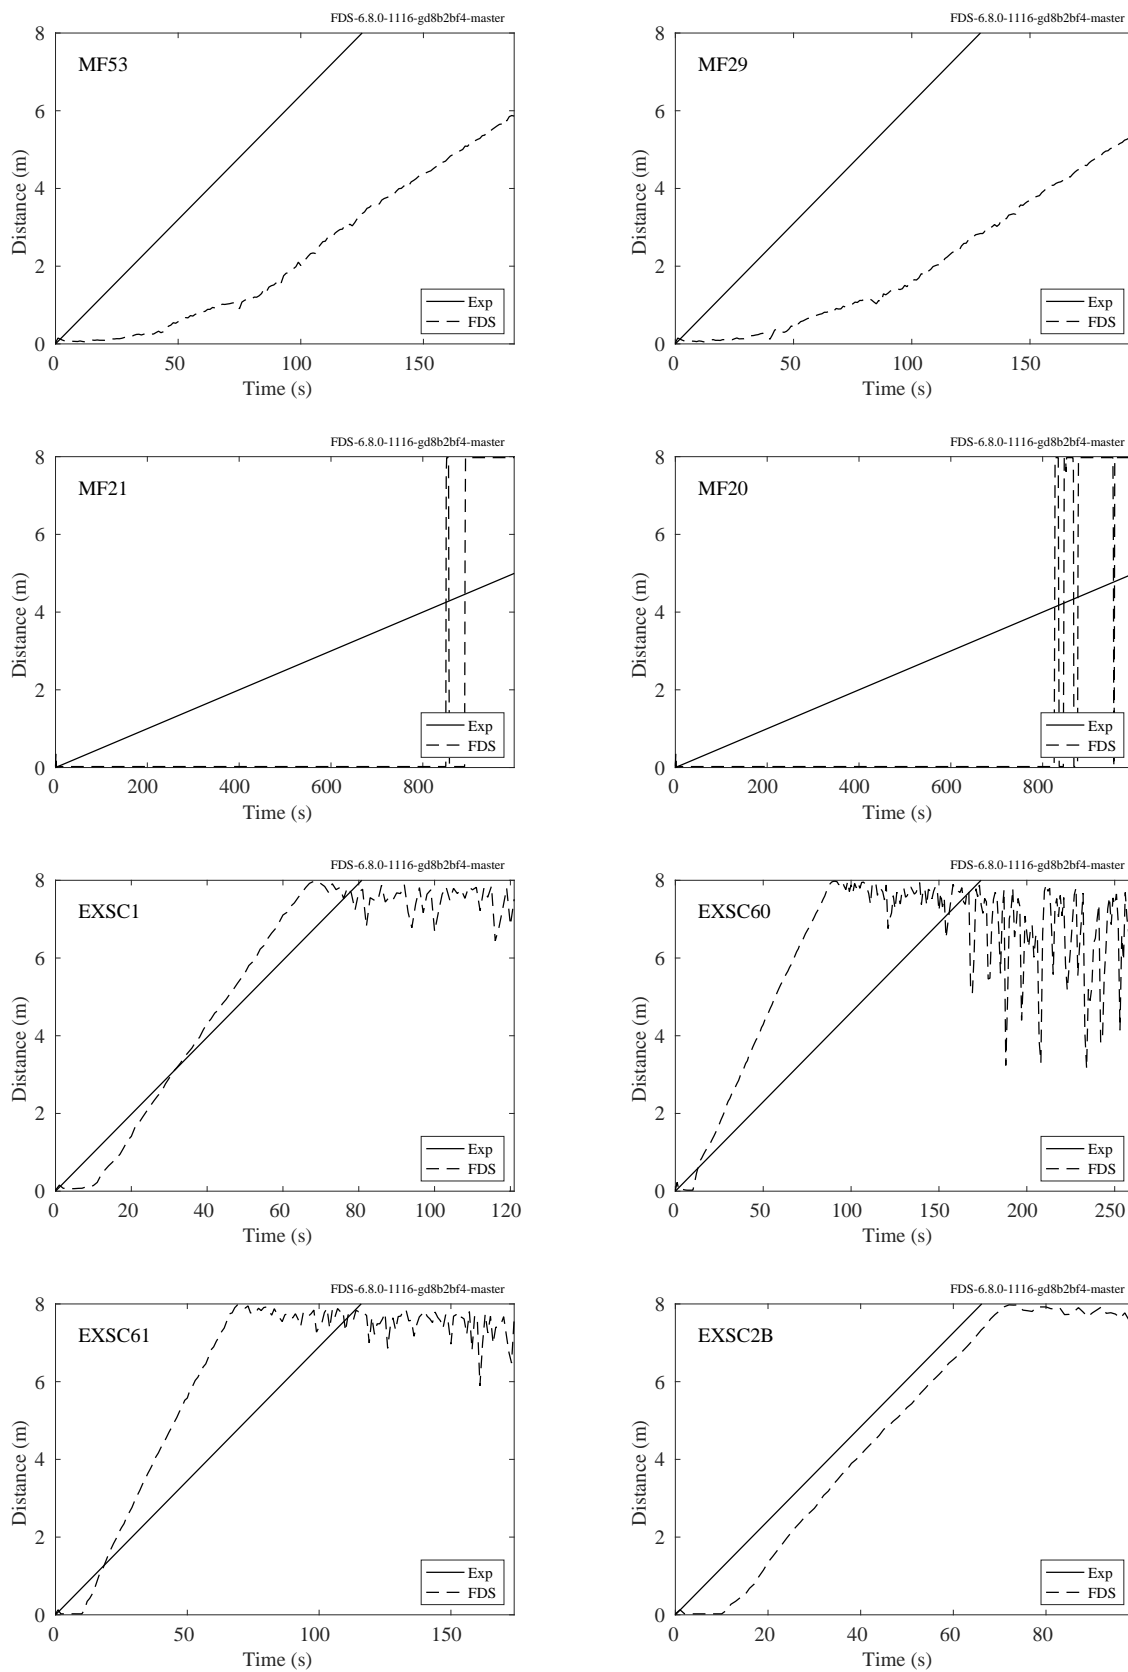 FDS-6.8.0-1116-gd8b2bf4-master
8
6
4
2
0
Distance (m)
MF53
Exp
FDS
0 50 100 150
Time (s)
FDS-6.8.0-1116-gd8b2bf4-master
8
6
4
2
0
Distance (m)
MF29
Exp
FDS
0 50 100 150
Time (s)
FDS-6.8.0-1116-gd8b2bf4-master
8
6
4
2
0
Distance (m)
MF21
Exp
FDS
0 200 400 600 800
Time (s)
FDS-6.8.0-1116-gd8b2bf4-master
8
6
4
2
0
Distance (m)
MF20
Exp
FDS
0 200 400 600 800
Time (s)
FDS-6.8.0-1116-gd8b2bf4-master
8
6
4
2
0
Distance (m)
EXSC1
Exp
FDS
0 20 40 60 80 100 120
Time (s)
FDS-6.8.0-1116-gd8b2bf4-master
8
6
4
2
0
Distance (m)
EXSC60
Exp
FDS
0 50 100 150 200 250
Time (s)
FDS-6.8.0-1116-gd8b2bf4-master
8
6
4
2
0
Distance (m)
EXSC61
Exp
FDS
0 50 100 150
Time (s)
FDS-6.8.0-1116-gd8b2bf4-master
8
6
4
2
0
Distance (m)
EXSC2B
Exp
FDS
0 20 40 60 80
Time (s)